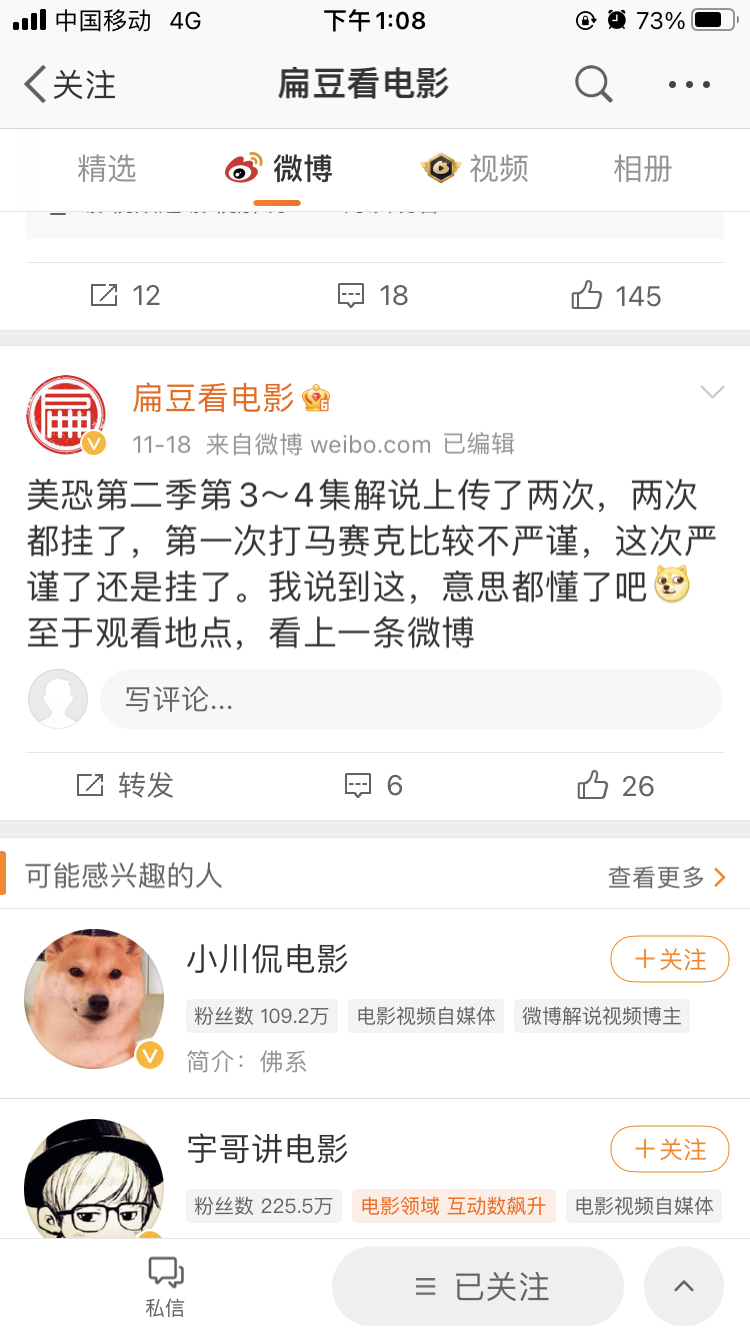 中国移动 4G 下午1:08 73%
关注 扁豆看电影
精选 微博 视频 相册
12 18 145
扁豆看电影
11-18 来自微博 weibo.com 已编辑
美恐第二季第3～4集解说上传了两次，两次
都挂了，第一次打马赛克比较不严谨，这次严
谨了还是挂了。我说到这，意思都懂了吧
至于观看地点，看上一条微博
写评论...
转发 6 26
可能感兴趣的人 查看更多
小川侃电影 ＋关注
粉丝数 109.2万 电影视频自媒体 微博解说视频博主
简介：佛系
宇哥讲电影 ＋关注
粉丝数 225.5万 电影领域 互动数飙升 电影视频自媒体
私信 已关注